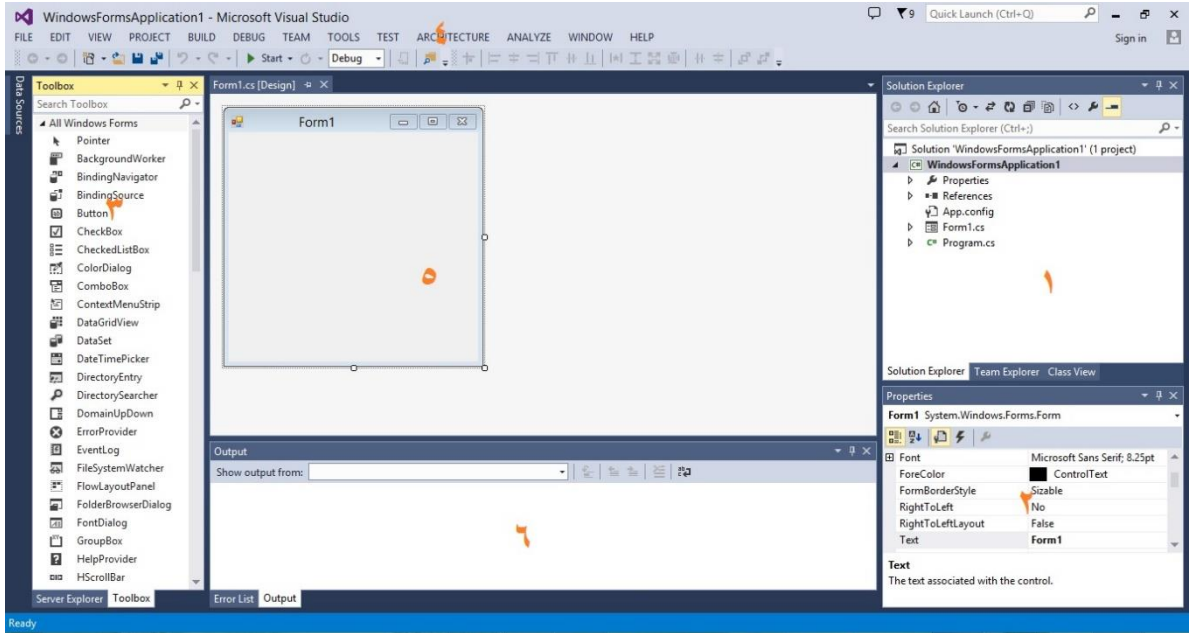 WindowsFormsApplication1 - Microsoft Visual Studio
9
Quick Launch (Ctrl+Q)
FILE EDIT VIEW PROJECT BUILD DEBUG TEAM TOOLS TEST ARCHITECTURE ANALYZE WINDOW HELP
Sign in
٤
Start
Debug
Data Sources
Toolbox
Search Toolbox
All Windows Forms
Pointer
BackgroundWorker
BindingNavigator
BindingSource
٣
Button
CheckBox
CheckedListBox
ColorDialog
ComboBox
ContextMenuStrip
DataGridView
DataSet
DateTimePicker
DirectoryEntry
DirectorySearcher
DomainUpDown
ErrorProvider
EventLog
FileSystemWatcher
FlowLayoutPanel
FolderBrowserDialog
FontDialog
GroupBox
HelpProvider
HScrollBar
Server Explorer Toolbox
Form1.cs [Design]
Form1
٥
Output
Show output from:
٦
Error List Output
Solution Explorer
Search Solution Explorer (Ctrl+;)
Solution 'WindowsFormsApplication1' (1 project)
C# WindowsFormsApplication1
Properties
References
App.config
Form1.cs
C# Program.cs
١
Solution Explorer Team Explorer Class View
Properties
Form1 System.Windows.Forms.Form
Font Microsoft Sans Serif; 8.25pt
ForeColor ControlText
FormBorderStyle Sizable
٢
RightToLeft No
RightToLeftLayout False
Text Form1
Text
The text associated with the control.
Ready